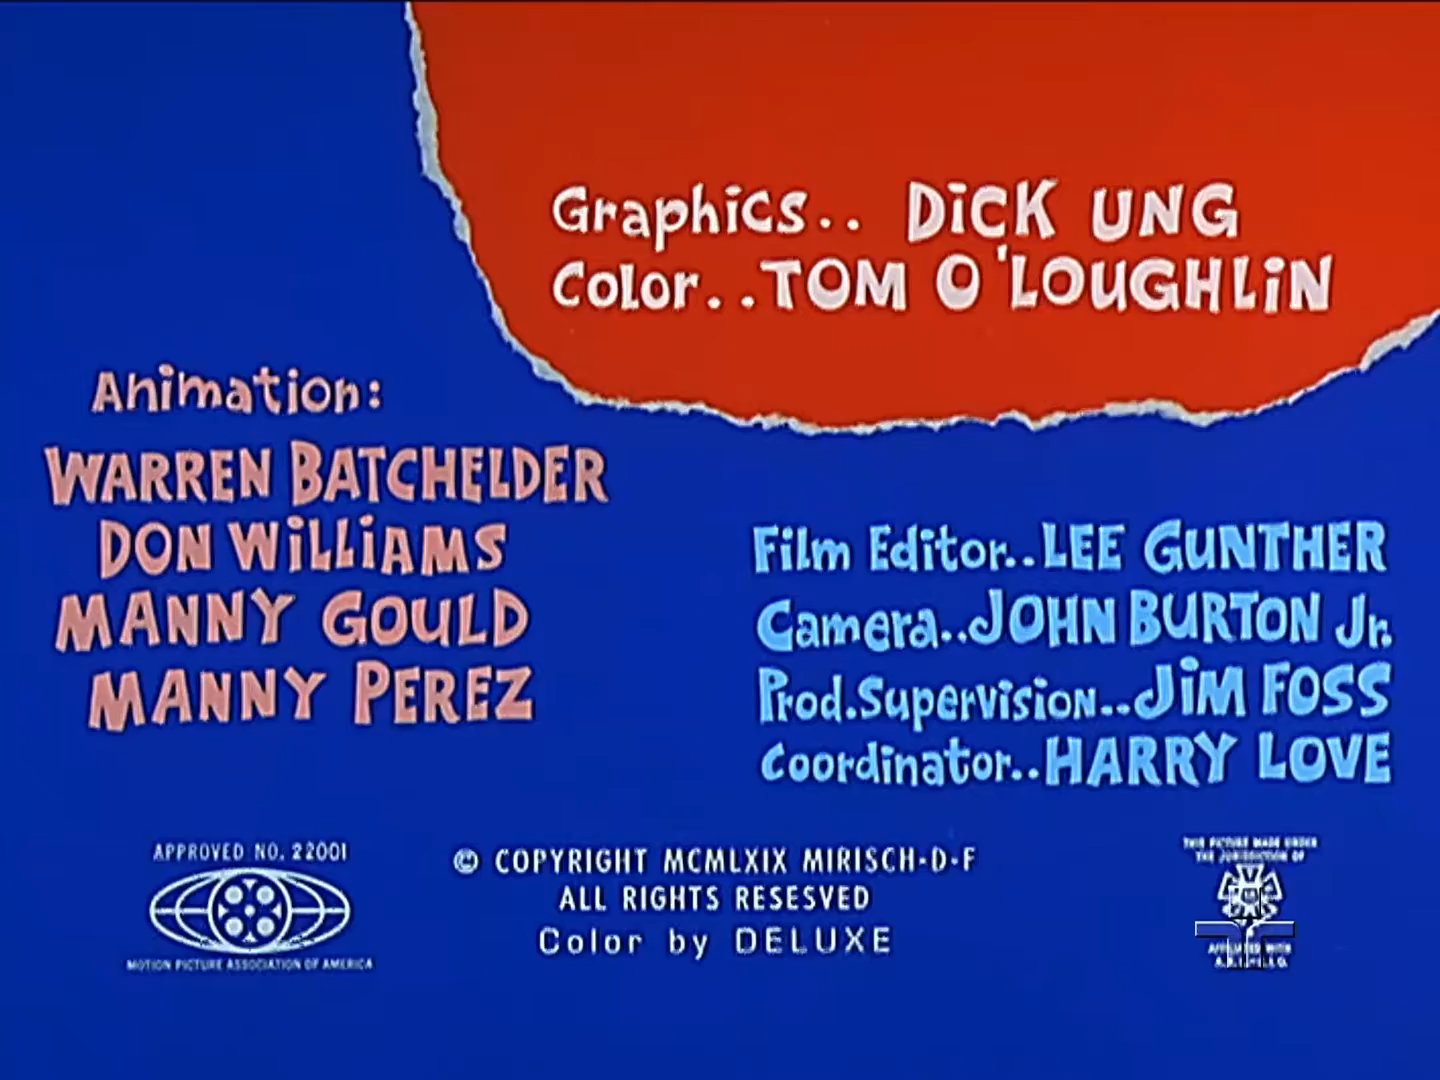 Graphics.. DiCK UNG
Color. .TOM O'LOUGHLiN
Animation:
WARREN BATCHELDER
DON WiLLiAMS
MANNY GOULD
MANNY PEREZ
Film Editor..LEE GUNTHER
Camera..JOHN BURTON Jr.
Prod.Supervision..JiM FOSS
Coordinator..HARRY LOVE
APPROVED NO. 22001
MOTION PICTURE ASSOCIATION OF AMERICA
© COPYRIGHT MCMLXIX MIRISCH-D-F
ALL RIGHTS RESESVED
Color by DELUXE
THIS PICTURE MADE UNDER
THE JURISDICTION OF
AFFILIATED WITH